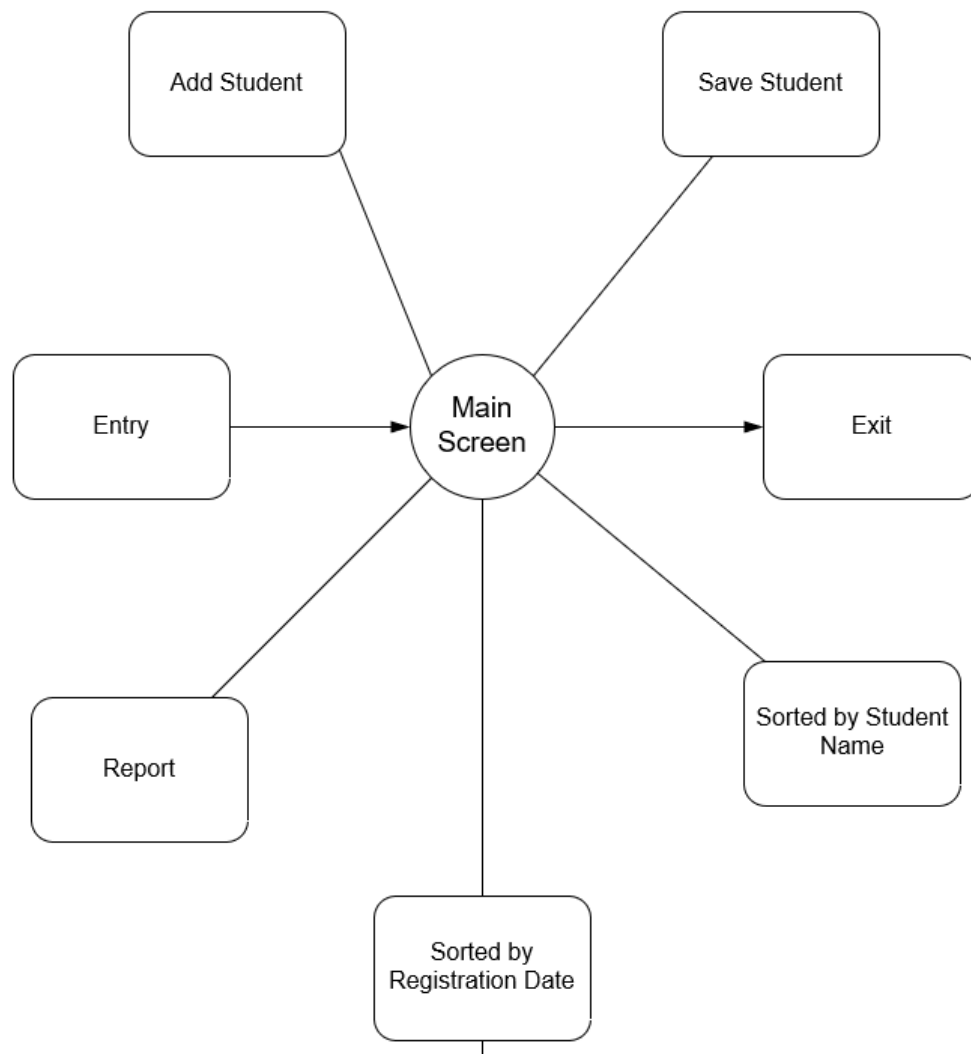 Add Student
Save Student
Entry
Main
Screen
Exit
Report
Sorted by Student
Name
Sorted by
Registration Date